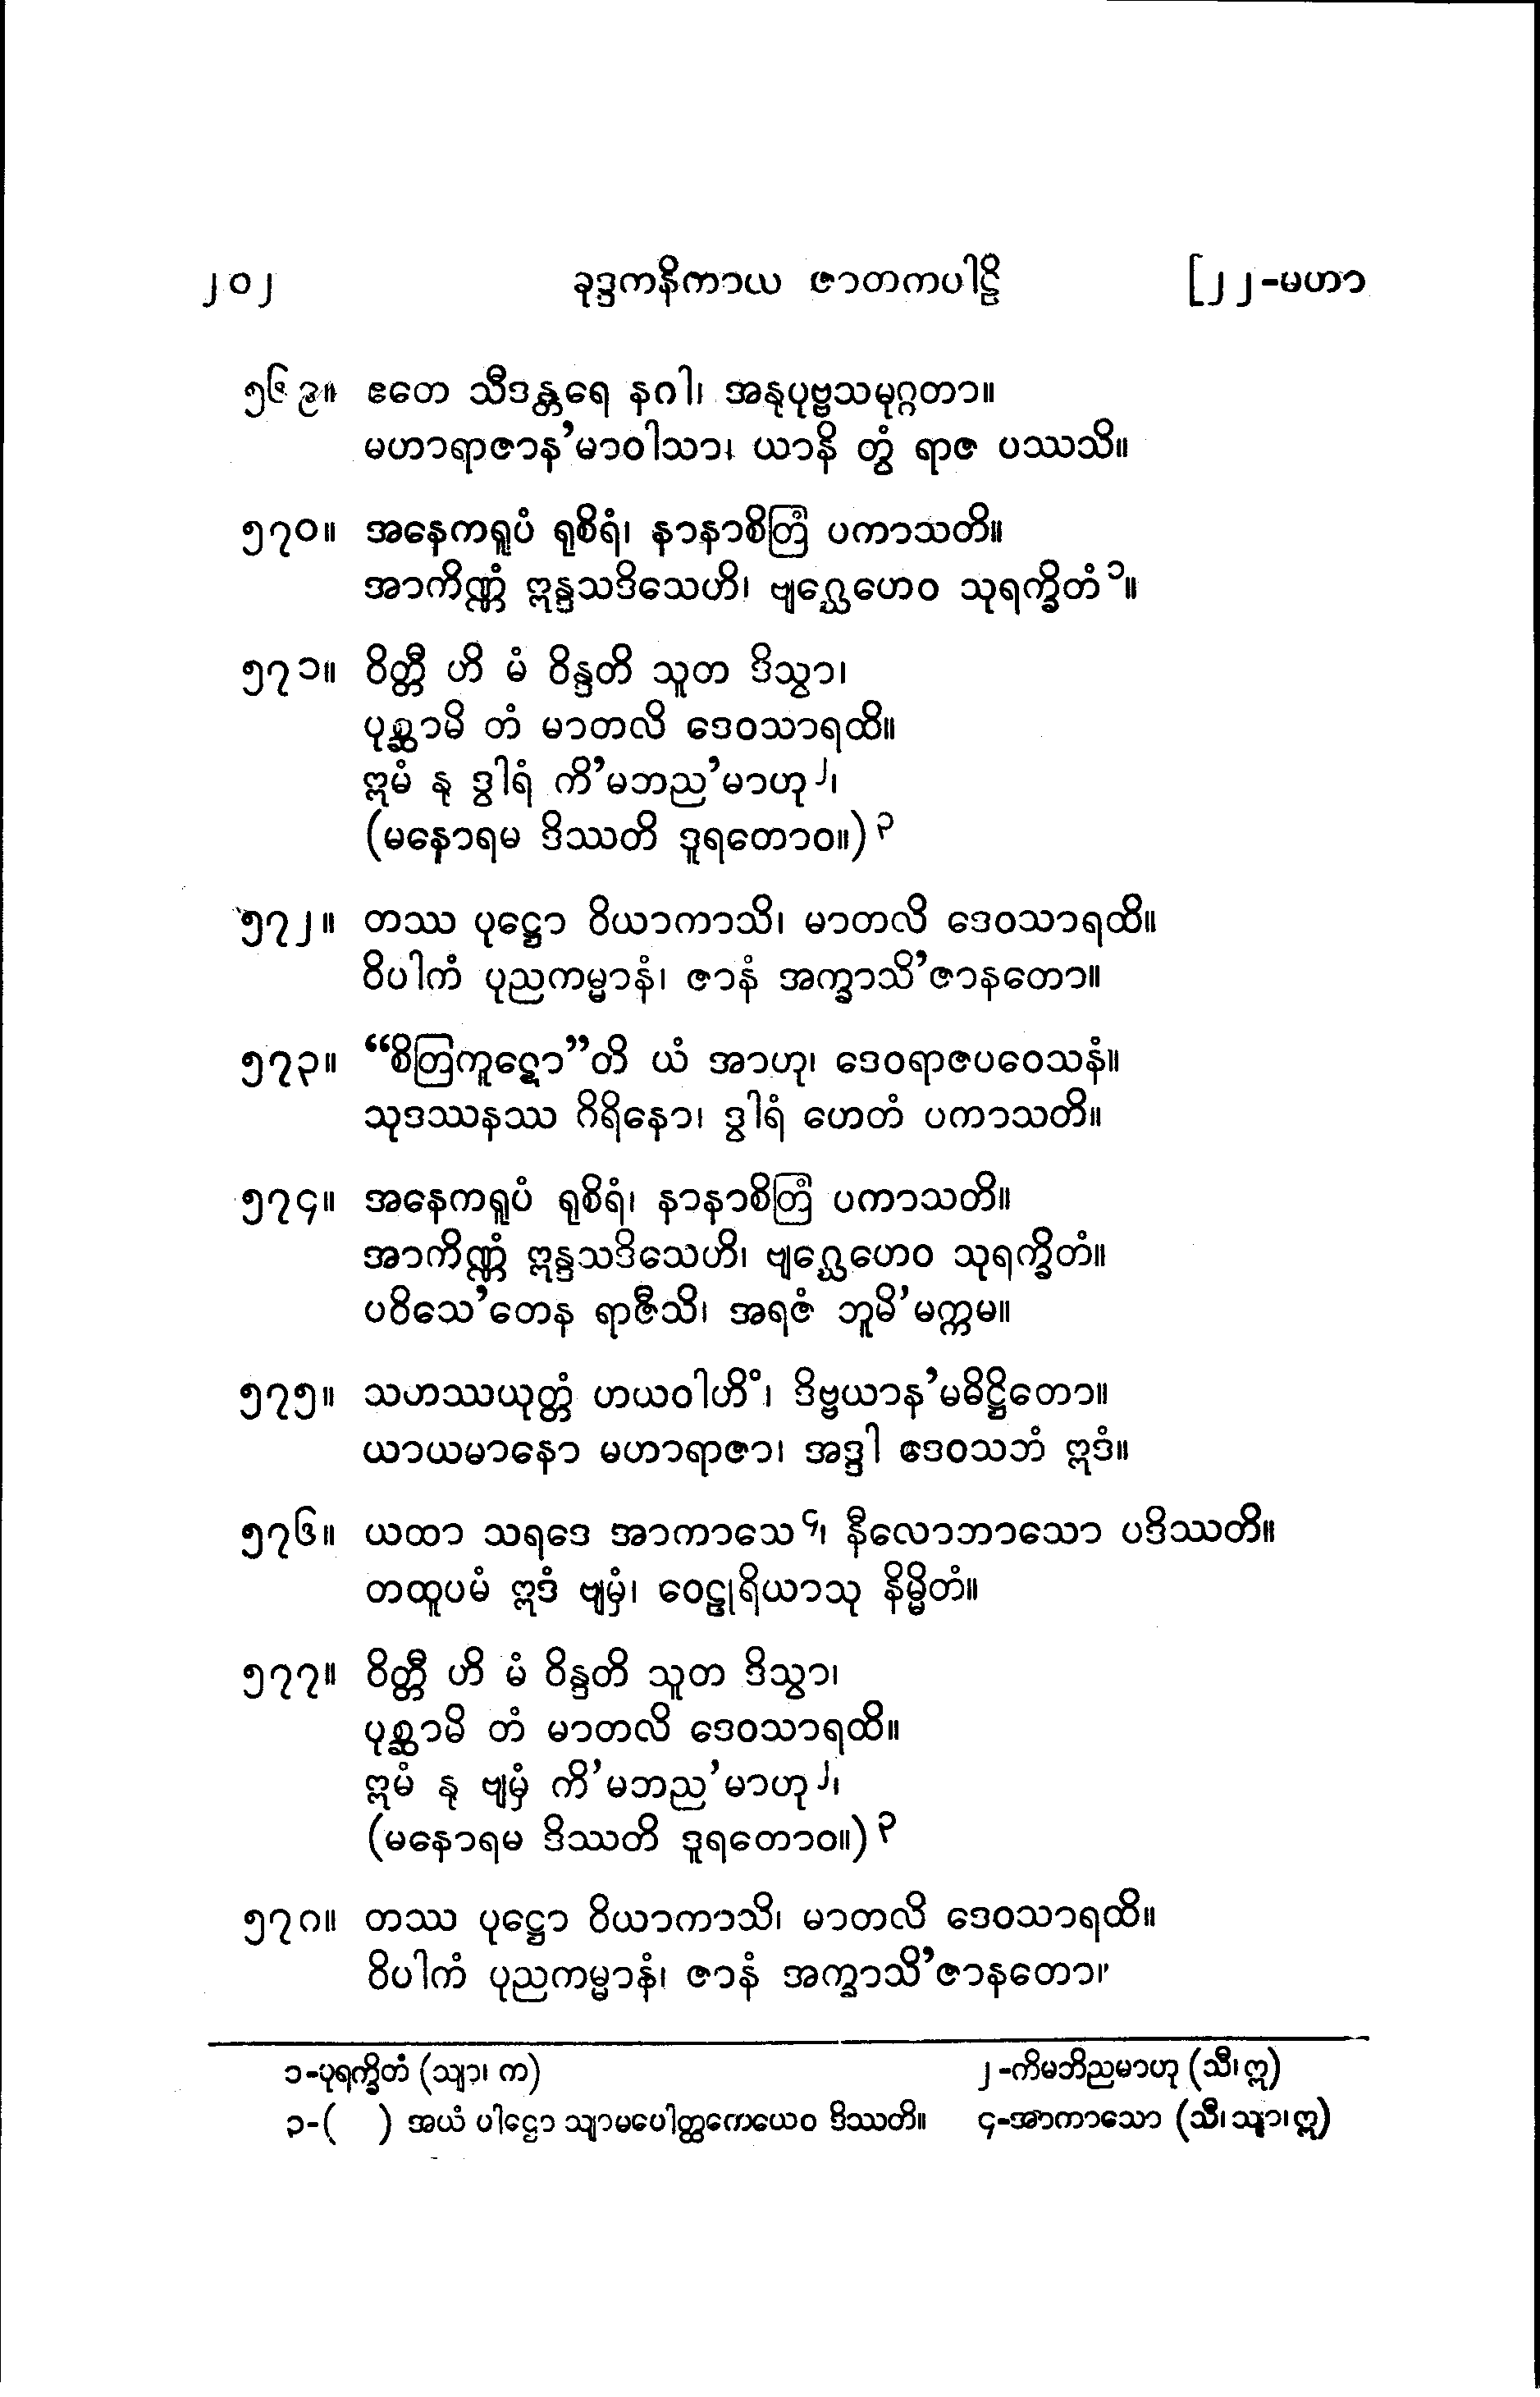 ၂၀၂ ခုဒ္ဒကနိကာယ ဇာတကပါဠိ [၂၂-မဟာ
၅၆၉။ ဧတေ သီဒန္တရေ နဂါ၊ အနုပုဗ္ဗသမုဂ္ဂတာ။
မဟာရာဇာန’မာဝါသာ၊ ယာနိ တွံ ရာဇ ပဿသိ။
၅၇၀။ အနေကရူပံ ရုစိရံ၊ နာနာစိတြံ ပကာသတိ။
အာကိဏ္ဏံ ဣန္ဒသဒိသေဟိ၊ ဗျဂ္ဃေဟေဝ သုရက္ခိတံ ၁။
၅၇၁။ ဝိတ္တီ ဟိ မံ ဝိန္ဒတိ သူတ ဒိသွာ၊
ပုစ္ဆာမိ တံ မာတလိ ဒေဝသာရထိ။
ဣမံ နု ဒွါရံ ကိ’မဘည’မာဟု ၂၊
(မနောရမ ဒိဿတိ ဒူရတောဝ။) ၃
၅၇၂။ တဿ ပုဋ္ဌော ဝိယာကာသိ၊ မာတလိ ဒေဝသာရထိ။
ဝိပါကံ ပုညကမ္မာနံ၊ ဇာနံ အက္ခာသိ’ဇာနတော။
၅၇၃။ “စိတြကူဋော”တိ ယံ အာဟု၊ ဒေဝရာဇပဝေသနံ။
သုဒဿနဿ ဂိရိနော၊ ဒွါရံ ဟေတံ ပကာသတိ။
၅၇၄။ အနေကရူပံ ရုစိရံ၊ နာနာစိတြံ ပကာသတိ။
အာကိဏ္ဏံ ဣန္ဒသဒိသေဟိ၊ ဗျဂ္ဃေဟေဝ သုရက္ခိတံ။
ပဝိသေ’တေန ရာဇီသိ၊ အရဇံ ဘူမိ’မက္ကမ။
၅၇၅။ သဟဿယုတ္တံ ဟယဝါဟိံ၊ ဒိဗ္ဗယာန’မဓိဋ္ဌိတော။
ယာယမာနော မဟာရာဇာ၊ အဒ္ဒါ ဒေဝသဘံ ဣဒံ။
၅၇၆။ ယထာ သရဒေ အာကာသေ ၄၊ နီလောဘာသော ပဒိဿတိ။
တထူပမံ ဣဒံ ဗျမှံ၊ ဝေဠုရိယာသု နိမ္မိတံ။
၅၇၇။ ဝိတ္တီ ဟိ မံ ဝိန္ဒတိ သူတ ဒိသွာ၊
ပုစ္ဆာမိ တံ မာတလိ ဒေဝသာရထိ။
ဣမံ နု ဗျမှံ ကိ’မဘည’မာဟု ၂၊
(မနောရမ ဒိဿတိ ဒူရတောဝ။) ၃
၅၇၈။ တဿ ပုဋ္ဌော ဝိယာကာသိ၊ မာတလိ ဒေဝသာရထိ။
ဝိပါကံ ပုညကမ္မာနံ၊ ဇာနံ အက္ခာသိ’ဇာနတော။
၁-ပုရက္ခိတံ (သျာ၊ က) ၂-ကိမဘိညမာဟု (သီ၊ ဣ)
၃-( ) အယံ ပါဌော သျာမပေါတ္ထကေယေဝ ဒိဿတိ။ ၄-အာကာသော (သီ၊ သျာ၊ ဣ)